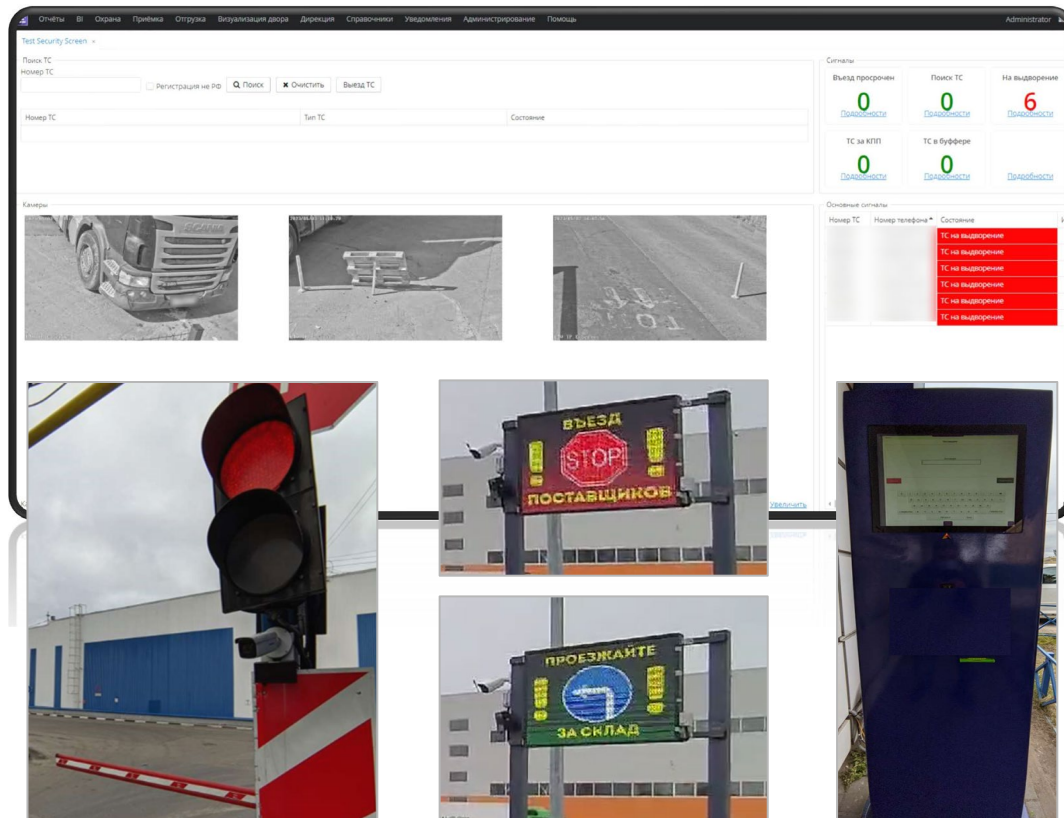 Отчёты BI Охрана Приёмка Отгрузка Визуализация двора Дирекция Справочники Уведомления Администрирование Помощь Administrator
Test Security Screen ×
Поиск ТС
Номер ТС
Регистрация не РФ Поиск Очистить Выезд ТС
Номер ТС Тип ТС Состояние
Сигналы
Въезд просрочен Поиск ТС На выдворение
0 0 6
Подробности Подробности Подробности
ТС за КПП ТС в буффере
0 0
Подробности Подробности Подробности
Камеры
Основные сигналы
Номер ТС Номер телефона Состояние
ТС на выдворение
ТС на выдворение
ТС на выдворение
ТС на выдворение
ТС на выдворение
ТС на выдворение
SCANIA
Увеличить
ВЪЕЗД
! STOP !
ПОСТАВЩИКОВ
ПРОЕЗЖАЙТЕ
! !
ЗА СКЛАД